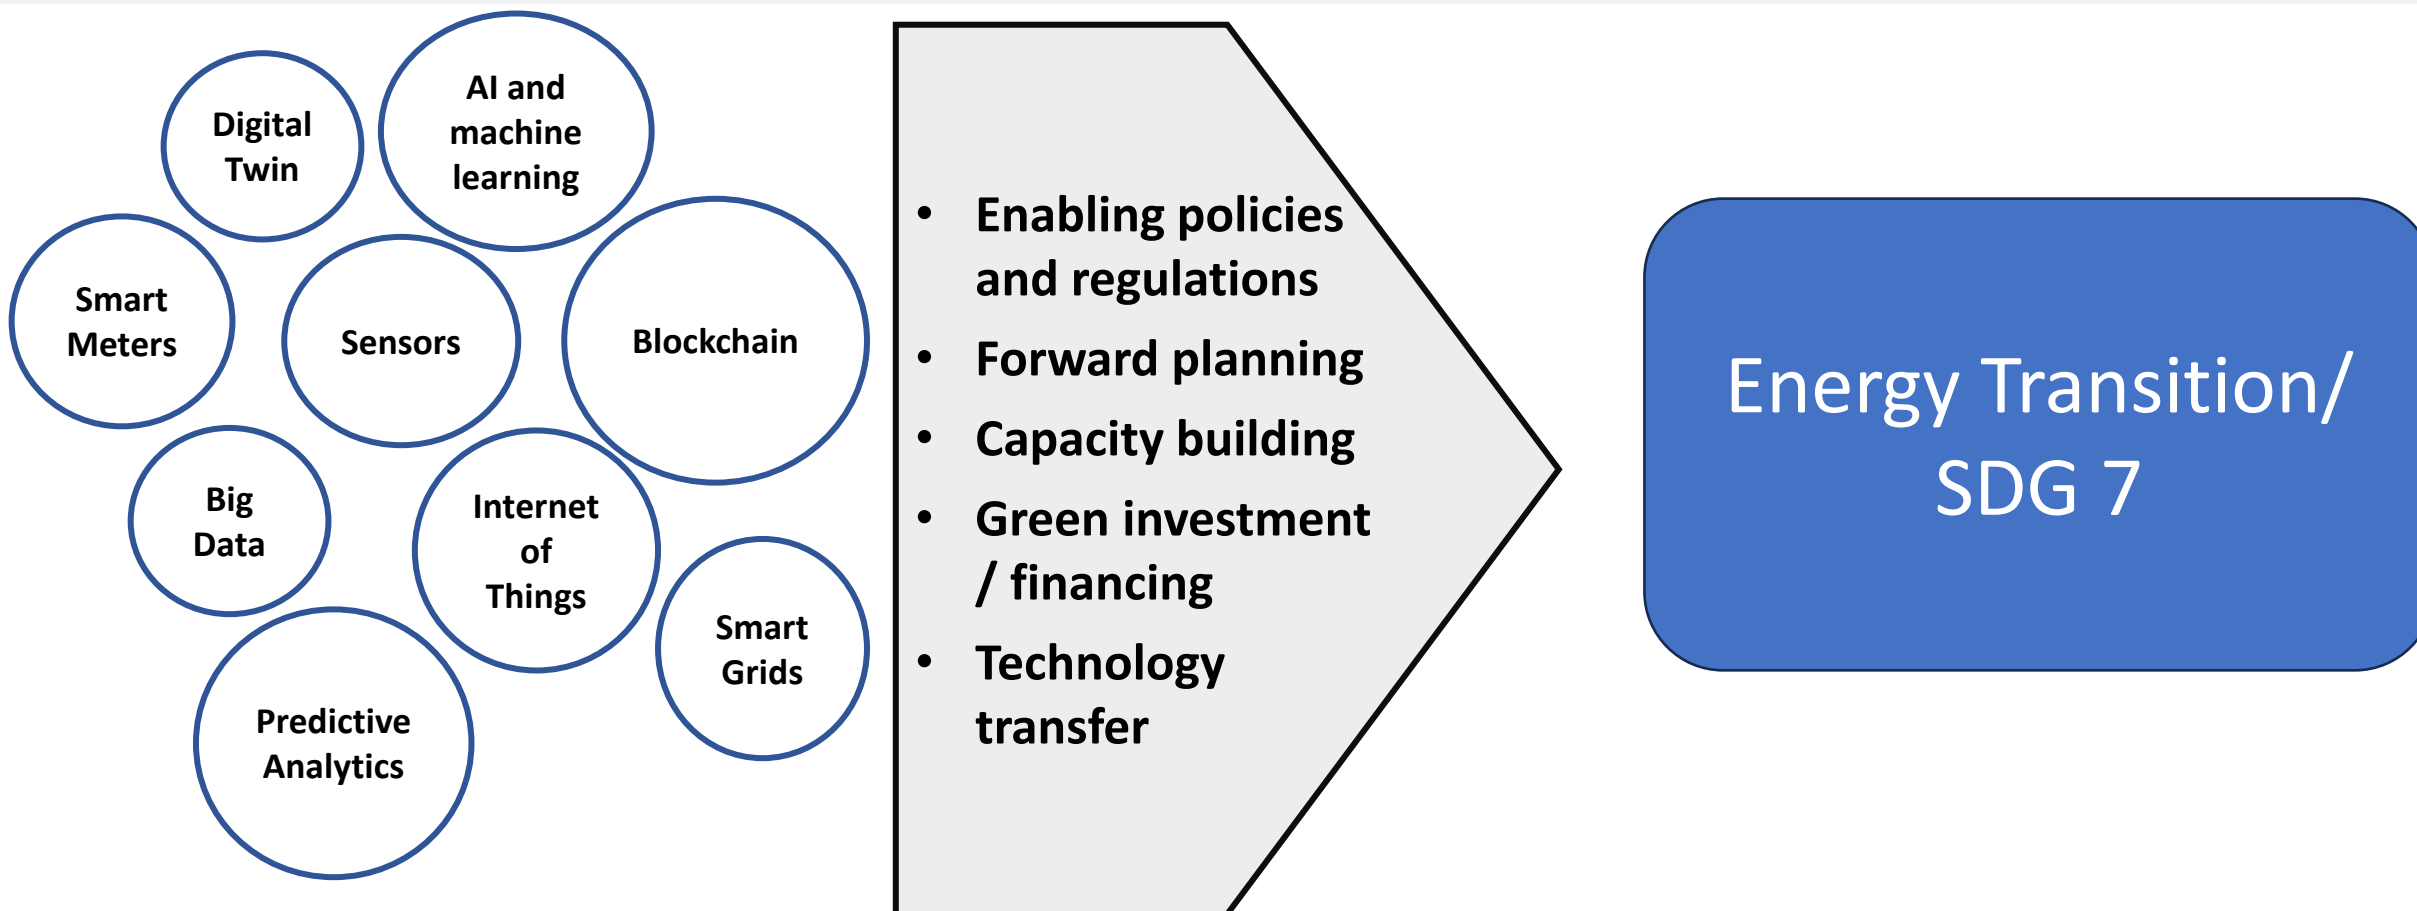 Digital
Twin
AI and
machine
learning
Smart
Meters
Sensors
Blockchain
Big
Data
Internet
of
Things
Smart
Grids
Predictive
Analytics
• Enabling policies
and regulations
• Forward planning
• Capacity building
• Green investment
/ financing
• Technology
transfer
Energy Transition/
SDG 7